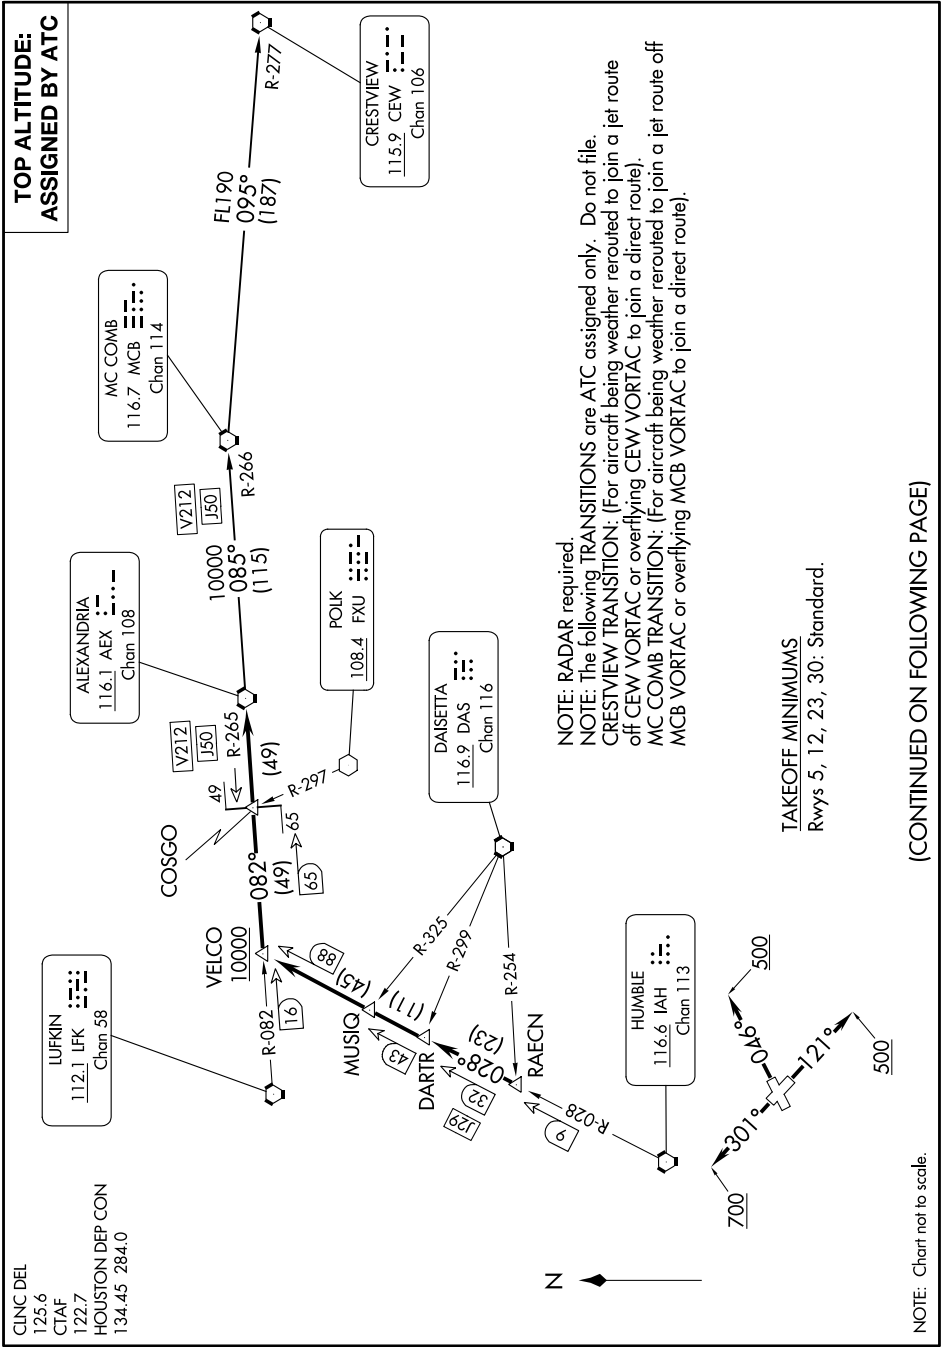 TOP ALTITUDE:
ASSIGNED BY ATC
CLNC DEL
125.6
CTAF
122.7
HOUSTON DEP CON
134.45 284.0
LUFKIN
112.1 LFK
Chan 58
ALEXANDRIA
116.1 AEX
Chan 108
MC COMB
116.7 MCB
Chan 114
CRESTVIEW
115.9 CEW
Chan 106
VELCO
10000
R-082
16
COSGO
082°
(49)
65
65
49
V212
J50
R-265
(49)
R-297
POLK
108.4 FXU
10000
085°
(115)
V212
J50
R-266
FL190
095°
(187)
R-277
88
(45)
MUSIQ
43
(11)
DARTR
(23)
028°
32
J29
RAECN
9
R-028
R-325
R-299
R-254
DAISETTA
116.9 DAS
Chan 116
HUMBLE
116.6 IAH
Chan 113
N
700
301°
046°
500
121°
500
NOTE: RADAR required.
NOTE: The following TRANSITIONS are ATC assigned only. Do not file.
CRESTVIEW TRANSITION: (For aircraft being weather rerouted to join a jet route
off CEW VORTAC or overflying CEW VORTAC to join a direct route).
MC COMB TRANSITION: (For aircraft being weather rerouted to join a jet route off
MCB VORTAC or overflying MCB VORTAC to join a direct route).
TAKEOFF MINIMUMS
Rwys 5, 12, 23, 30: Standard.
NOTE: Chart not to scale.
(CONTINUED ON FOLLOWING PAGE)